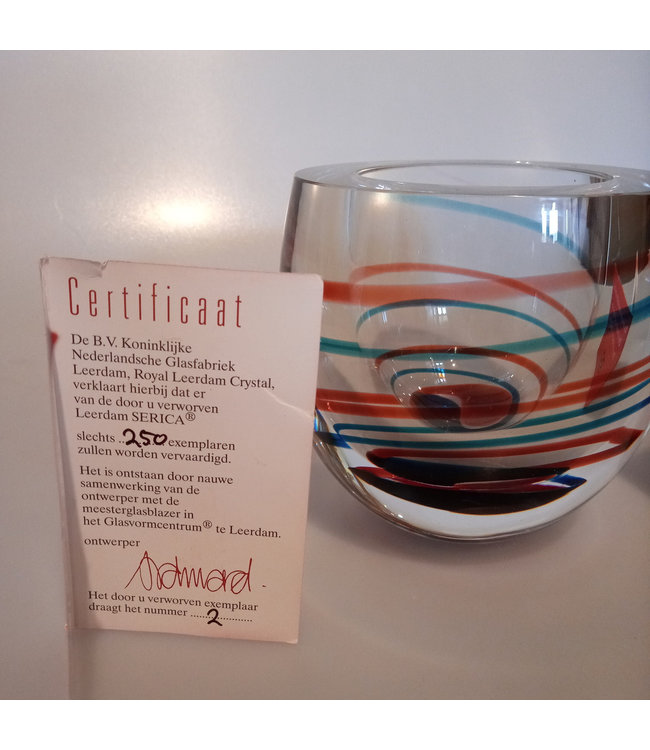 Certificaat
De B.V. Koninklijke
Nederlandsche Glasfabriek
Leerdam, Royal Leerdam Crystal,
verklaart hierbij dat er
van de door u verworven
Leerdam SERICA®
slechts ..250 exemplaren
zullen worden vervaardigd.
Het is ontstaan door nauwe
samenwerking van de
ontwerper met de
meesterglasblazer in
het Glasvormcentrum® te Leerdam.
ontwerper
Het door u verworven exemplaar
draagt het nummer .....2............